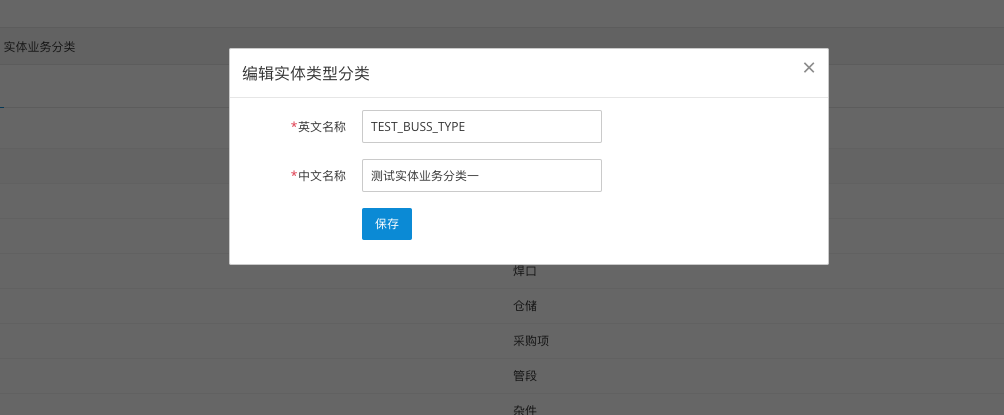 实体业务分类
编辑实体类型分类
*英文名称 TEST_BUSS_TYPE
*中文名称 测试实体业务分类一
保存
焊口
仓储
采购项
管段
杂件